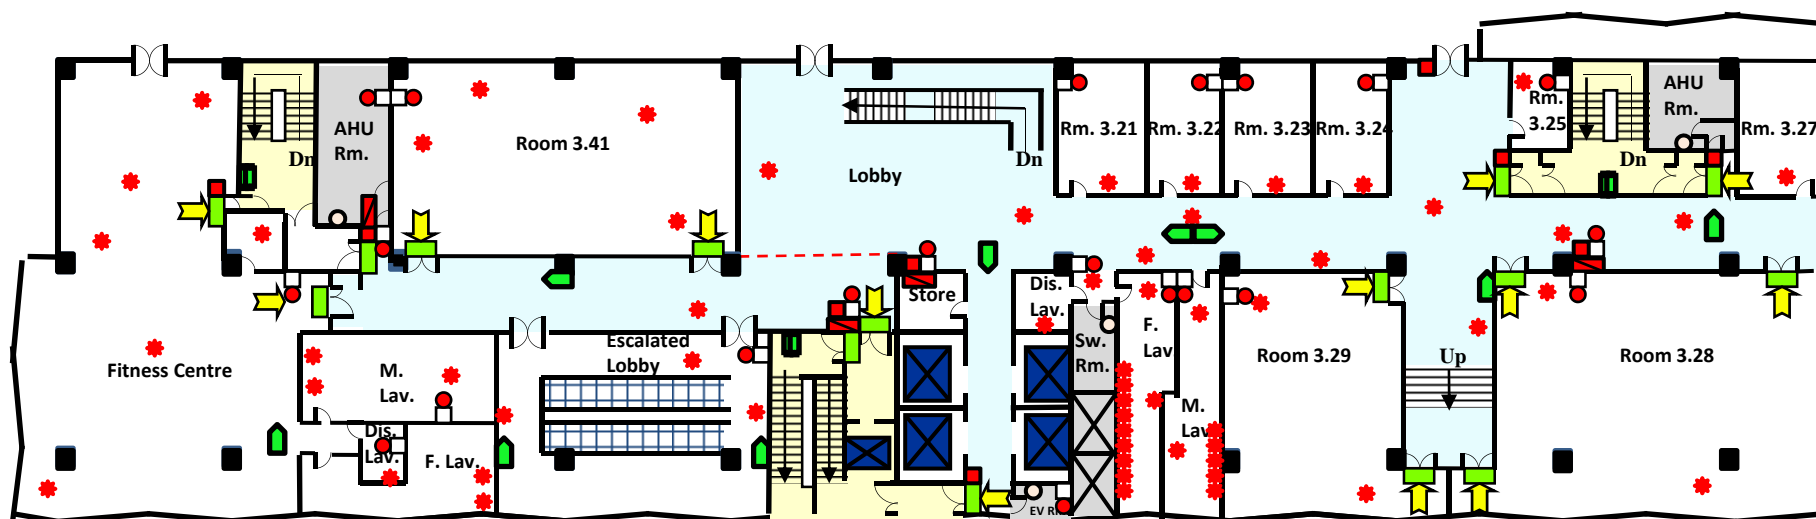 Dn
AHU
Rm.
Room 3.41
Lobby
Dn
Rm. 3.21
Rm. 3.22
Rm. 3.23
Rm. 3.24
Rm.
3.25
Dn
AHU
Rm.
Rm. 3.27
Fitness Centre
M.
Lav.
Dis.
Lav.
F. Lav.
Escalated
Lobby
Store
Dis.
Lav.
Sw.
Rm.
F.
Lav
M.
Lav
EV R
Room 3.29
Up
Room 3.28